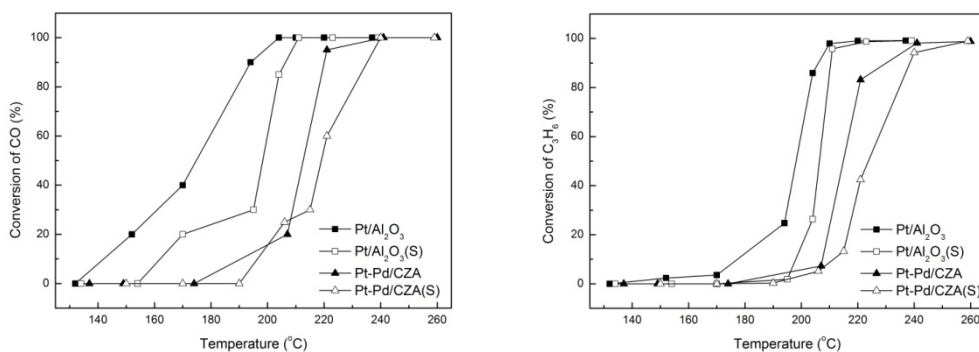 Conversion of CO (%)
100
80
60
40
20
0
Pt/Al₂O₃
Pt/Al₂O₃(S)
Pt-Pd/CZA
Pt-Pd/CZA(S)
140 160 180 200 220 240 260
Temperature (°C)
Conversion of C₃H₆ (%)
100
80
60
40
20
0
Pt/Al₂O₃
Pt/Al₂O₃(S)
Pt-Pd/CZA
Pt-Pd/CZA(S)
140 160 180 200 220 240 260
Temperature (°C)